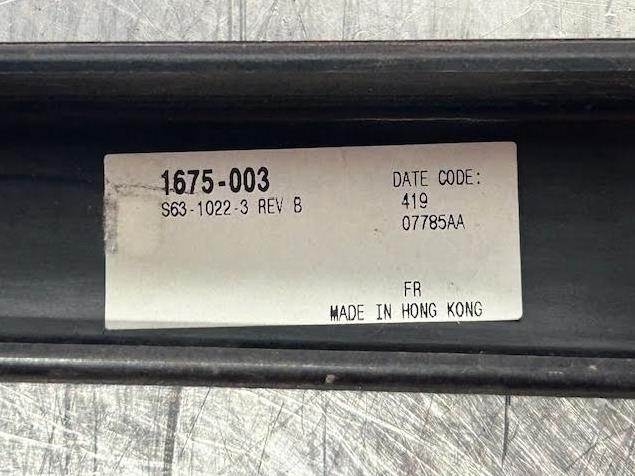 1675-003
S63-1022-3 REV B
DATE CODE:
419
07785AA
FR
MADE IN HONG KONG